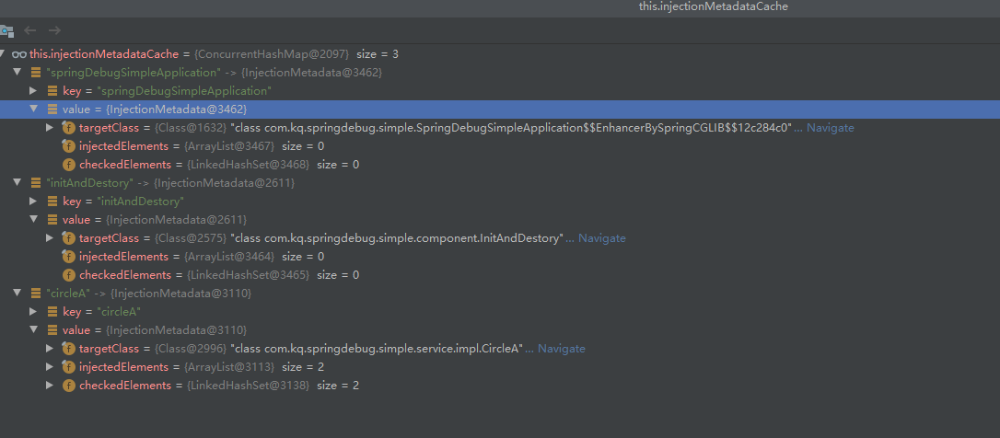 this.injectionMetadataCache
this.injectionMetadataCache = {ConcurrentHashMap@2097} size = 3
"springDebugSimpleApplication" -> {InjectionMetadata@3462}
key = "springDebugSimpleApplication"
value = {InjectionMetadata@3462}
targetClass = {Class@1632} "class com.kq.springdebug.simple.SpringDebugSimpleApplication$$EnhancerBySpringCGLIB$$12c284c0" ... Navigate
injectedElements = {ArrayList@3467} size = 0
checkedElements = {LinkedHashSet@3468} size = 0
"initAndDestory" -> {InjectionMetadata@2611}
key = "initAndDestory"
value = {InjectionMetadata@2611}
targetClass = {Class@2575} "class com.kq.springdebug.simple.component.InitAndDestory" ... Navigate
injectedElements = {ArrayList@3464} size = 0
checkedElements = {LinkedHashSet@3465} size = 0
"circleA" -> {InjectionMetadata@3110}
key = "circleA"
value = {InjectionMetadata@3110}
targetClass = {Class@2996} "class com.kq.springdebug.simple.service.impl.CircleA" ... Navigate
injectedElements = {ArrayList@3113} size = 2
checkedElements = {LinkedHashSet@3138} size = 2